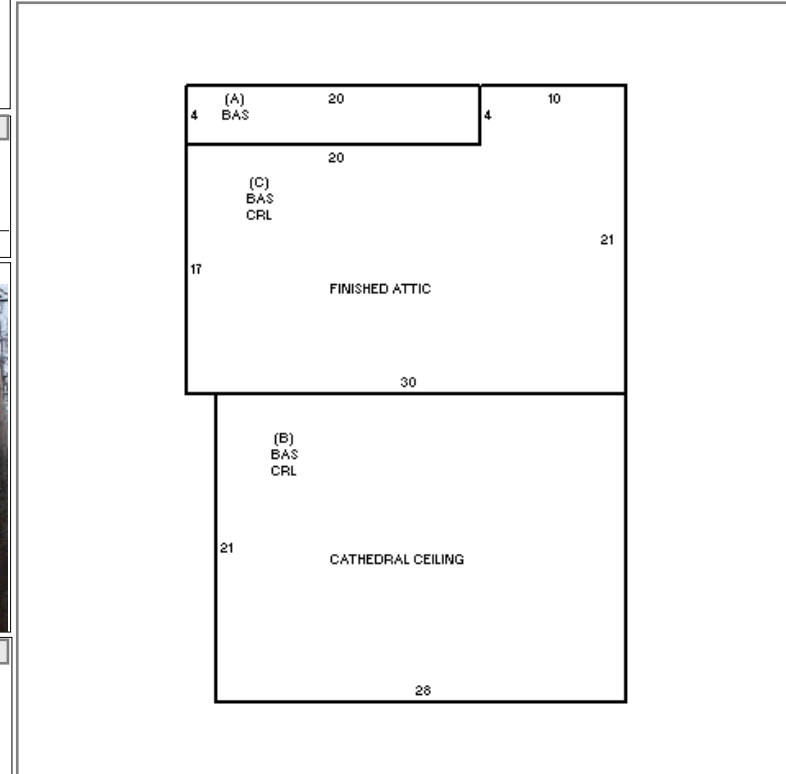 (A) 20 10
4 BAS 4
20
(C)
BAS
CRL
21
17
FINISHED ATTIC
30
(B)
BAS
CRL
21
CATHEDRAL CEILING
28